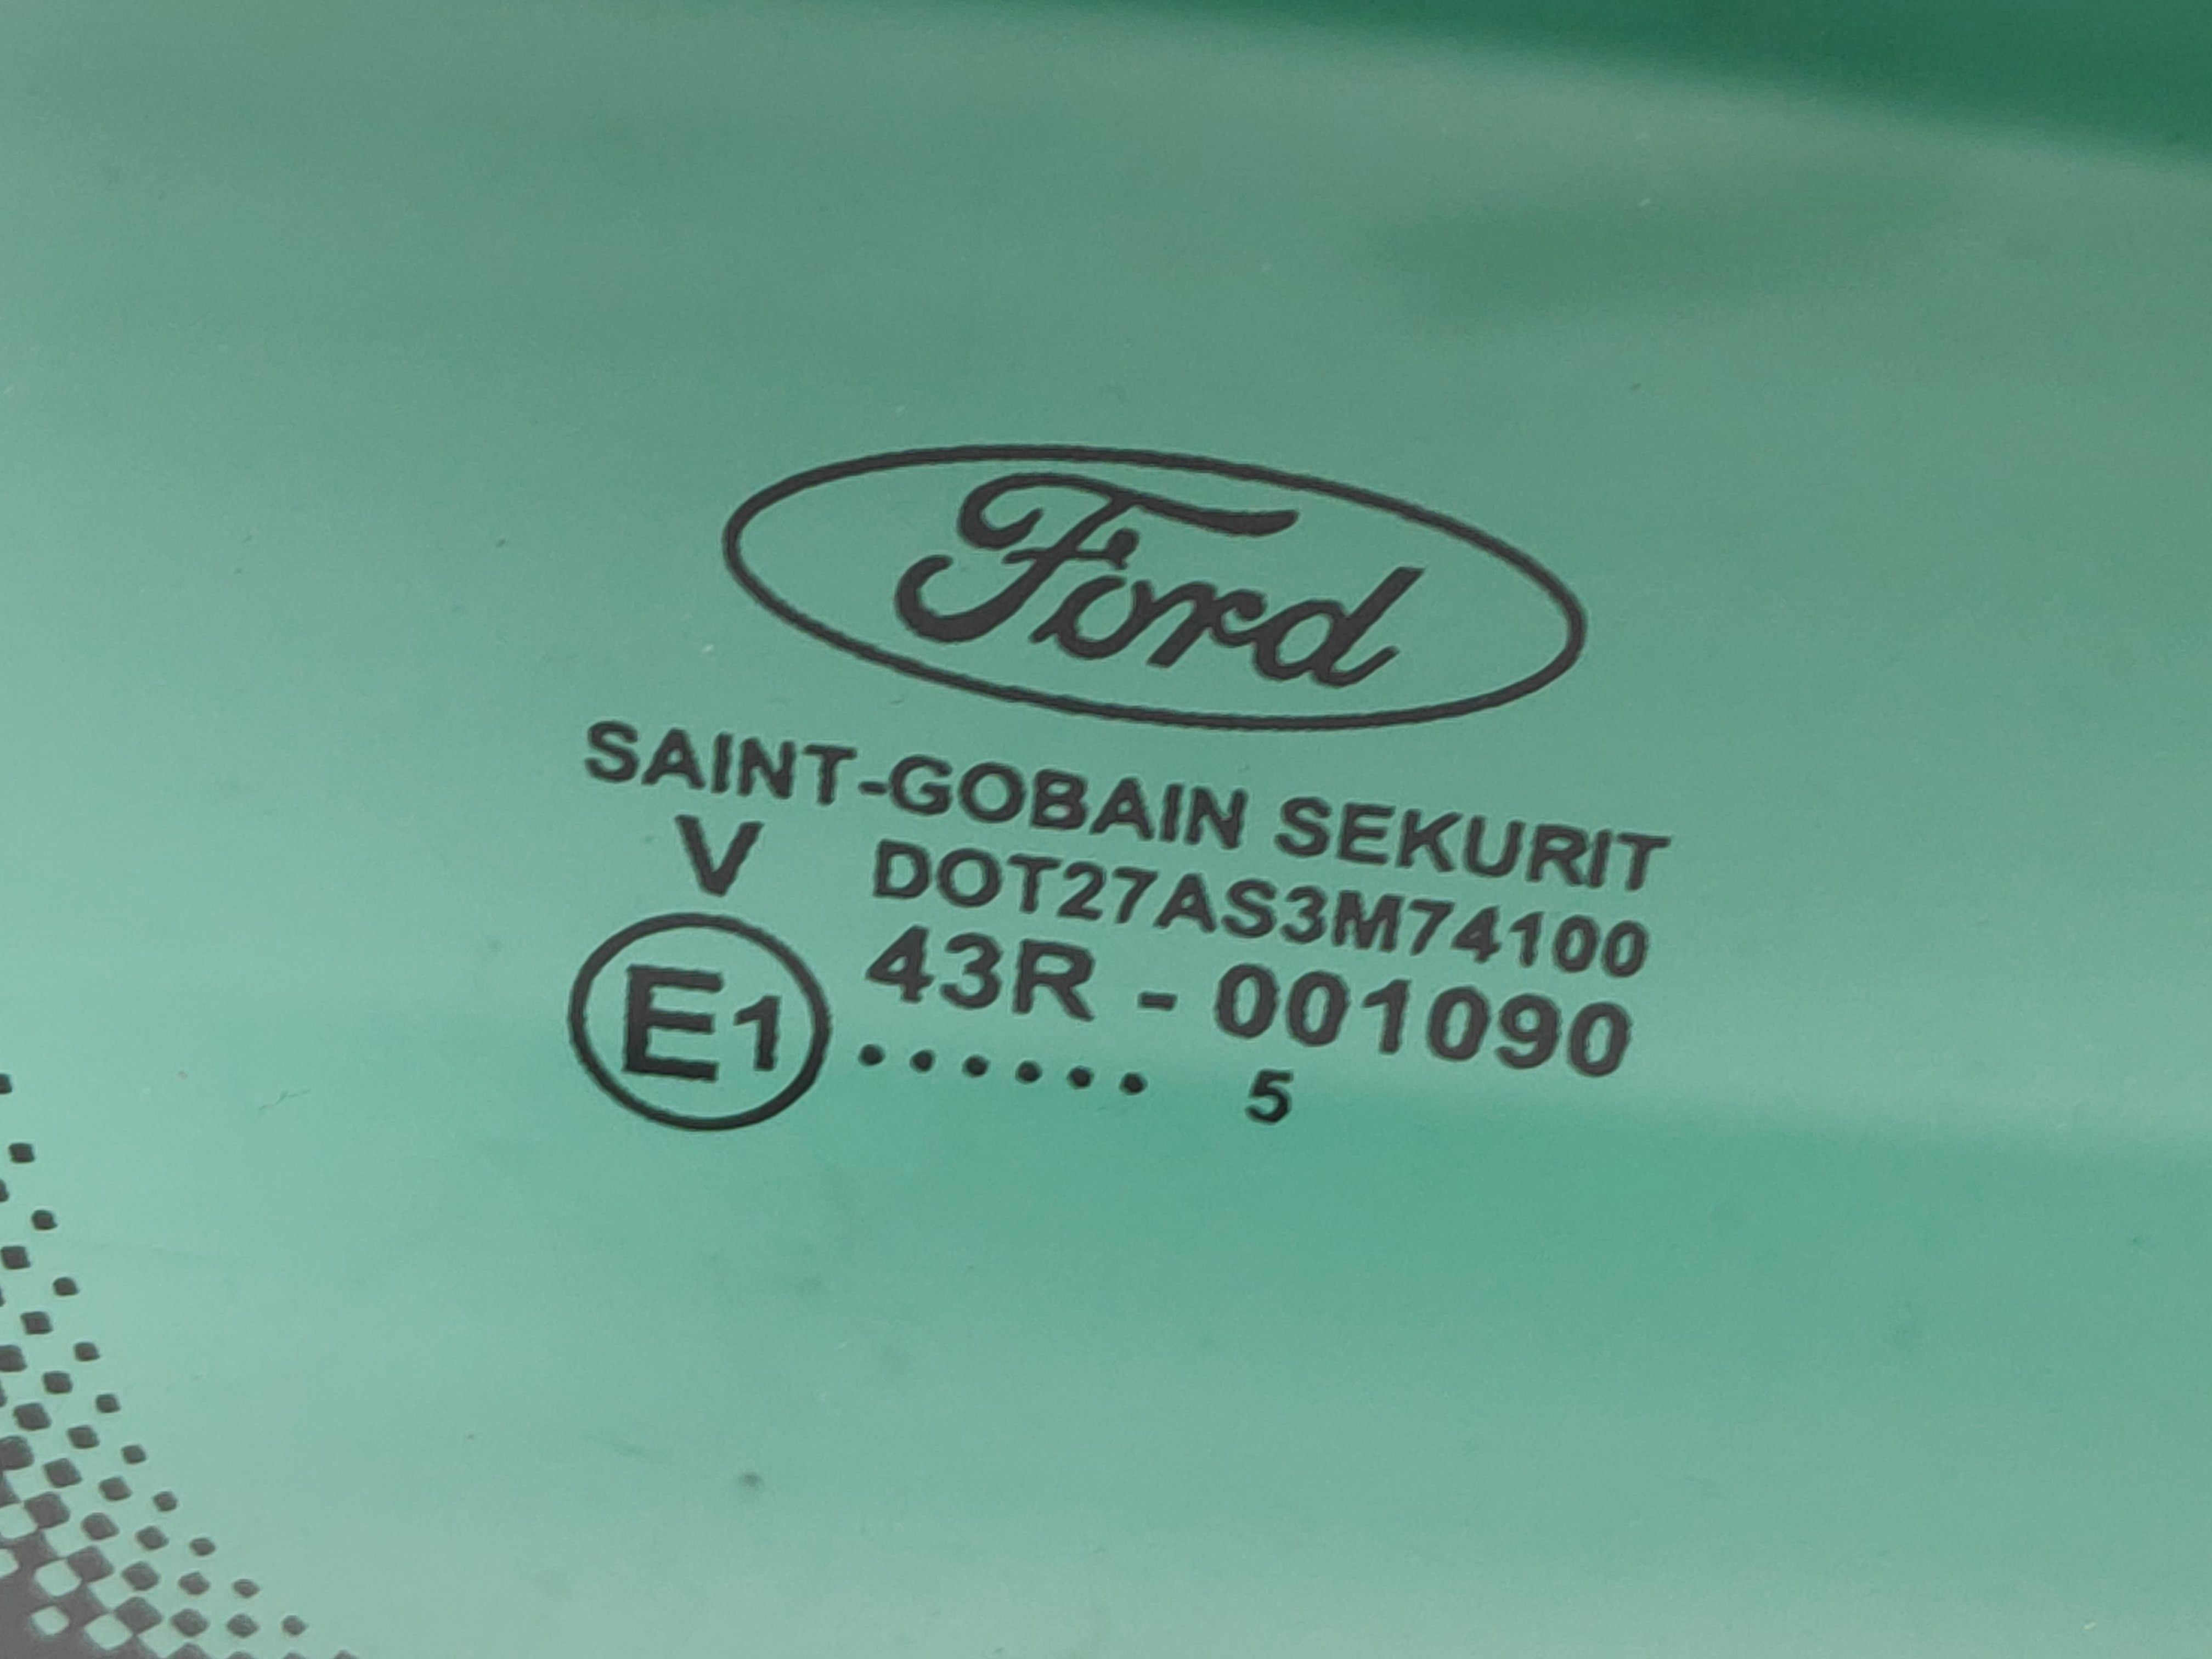 Ford
SAINT-GOBAIN SEKURIT
V DOT27AS3M74100
E1 43R - 001090
...... 5